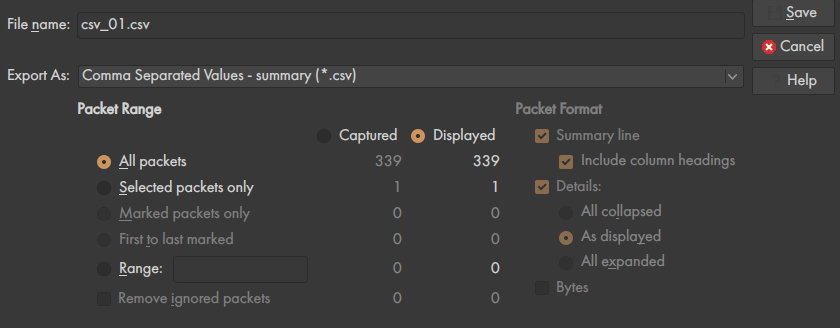 File name: csv_01.csv Save
Cancel
Export As: Comma Separated Values - summary (*.csv) Help
Packet Range Packet Format
Captured Displayed Summary line
All packets 339 339 Include column headings
Selected packets only 1 1 Details:
Marked packets only 0 0 All collapsed
First to last marked 0 0 As displayed
Range: 0 0 All expanded
Remove ignored packets 0 0 Bytes